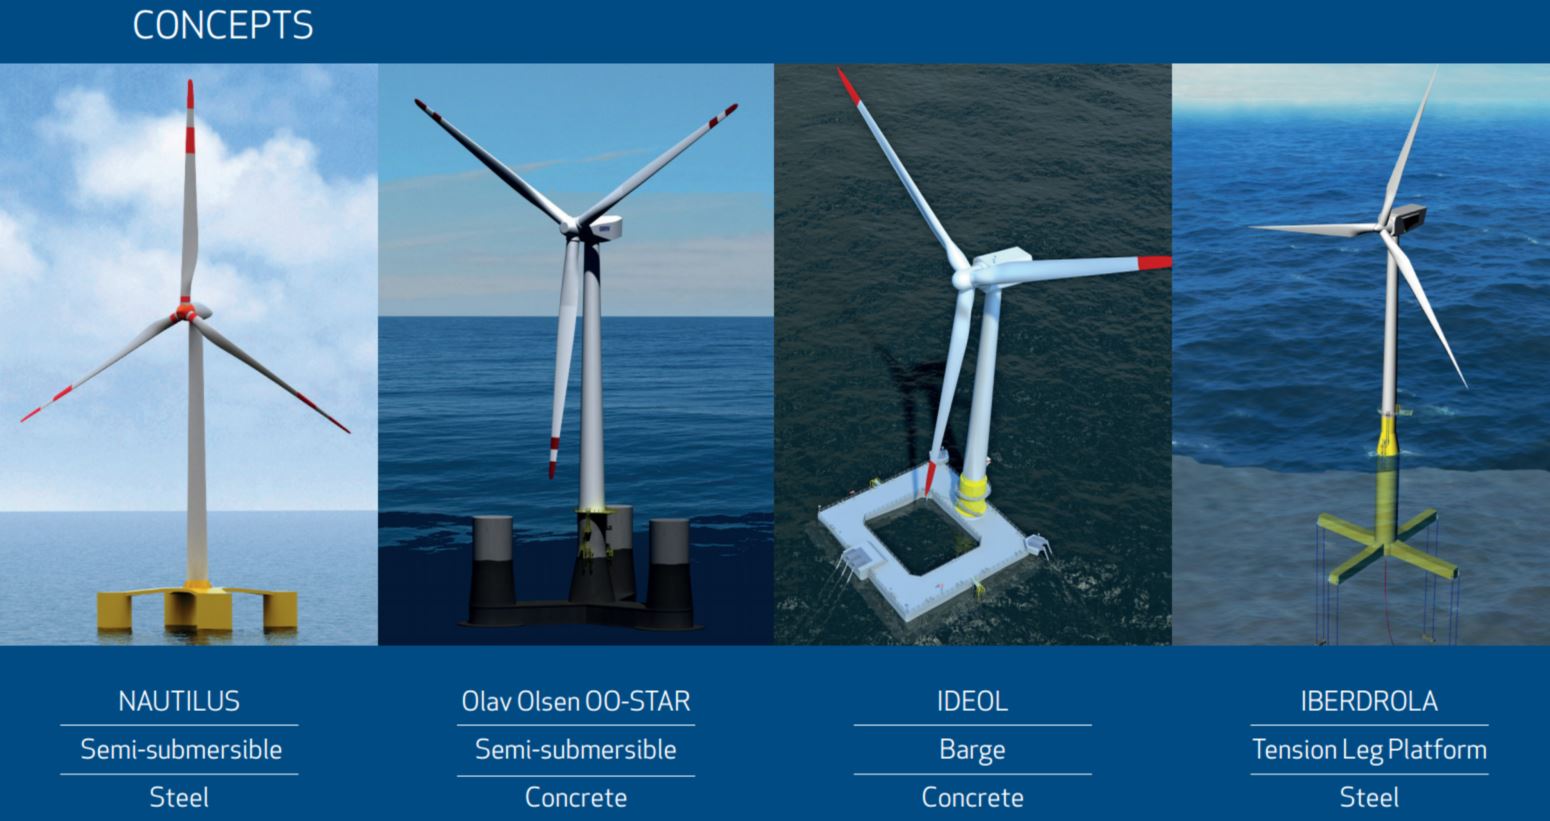 CONCEPTS
NAUTILUS
Semi-submersible
Steel
Olav Olsen OO-STAR
Semi-submersible
Concrete
IDEOL
Barge
Concrete
IBERDROLA
Tension Leg Platform
Steel